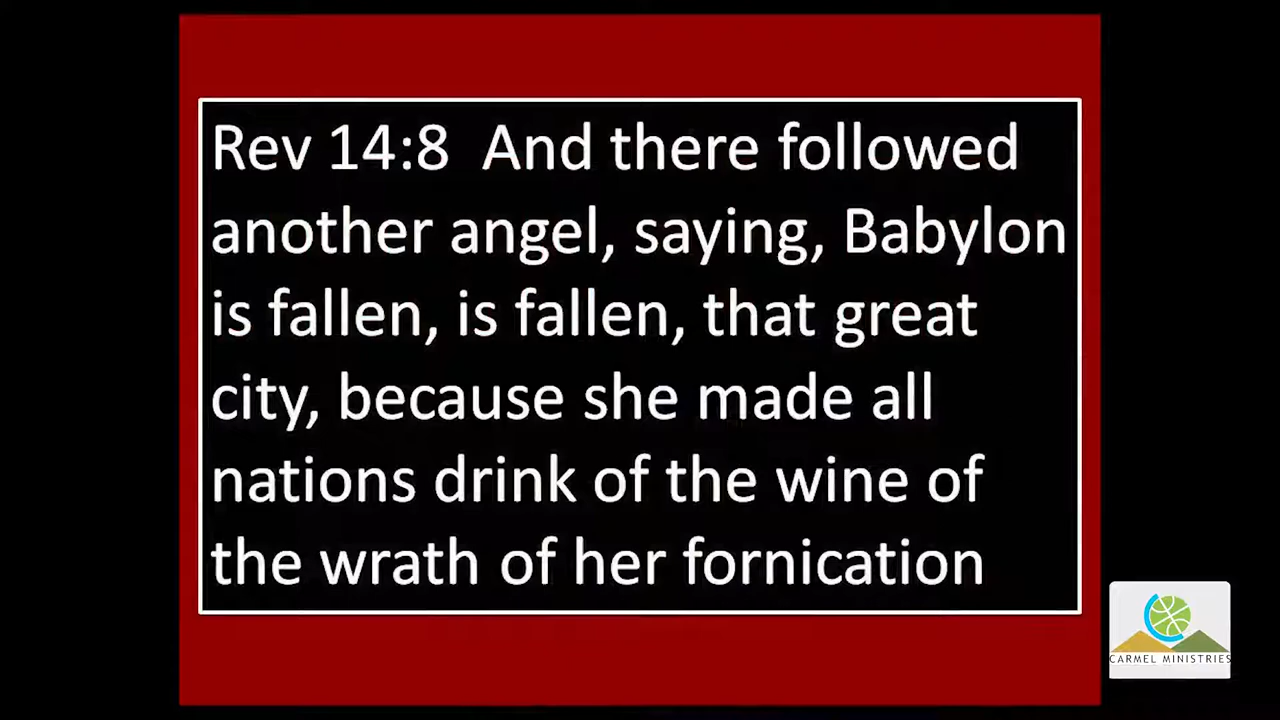 Rev 14:8  And there followed
another angel, saying, Babylon
is fallen, is fallen, that great
city, because she made all
nations drink of the wine of
the wrath of her fornication
CARMEL MINISTRIES